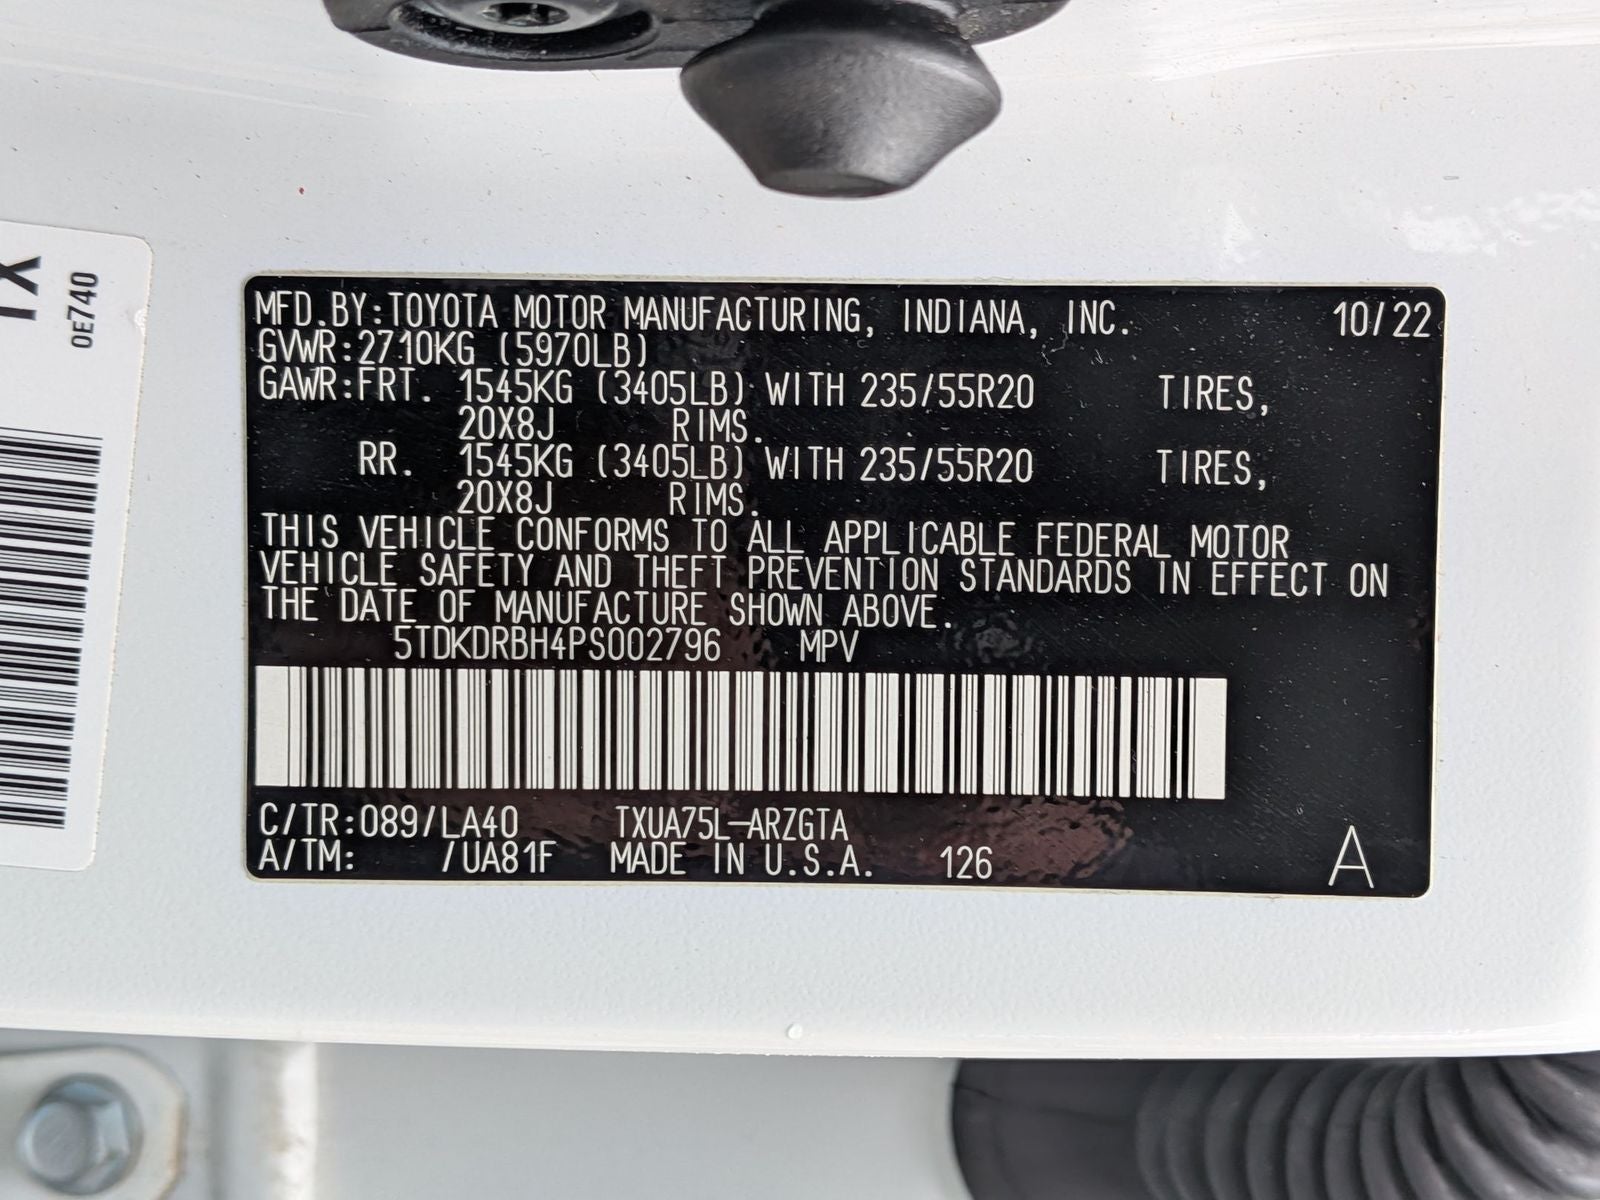 TX
0E740
MFD.BY:TOYOTA MOTOR MANUFACTURING, INDIANA, INC. 10/22
GVWR:2710KG (5970LB)
GAWR:FRT. 1545KG (3405LB) WITH 235/55R20 TIRES,
20X8J RIMS.
RR. 1545KG (3405LB) WITH 235/55R20 TIRES,
20X8J RIMS.
THIS VEHICLE CONFORMS TO ALL APPLICABLE FEDERAL MOTOR
VEHICLE SAFETY AND THEFT PREVENTION STANDARDS IN EFFECT ON
THE DATE OF MANUFACTURE SHOWN ABOVE.
5TDKDRBH4PS002796 MPV
C/TR:089/LA40 TXUA75L-ARZGTA
A/TM: /UA81F MADE IN U.S.A. 126 A